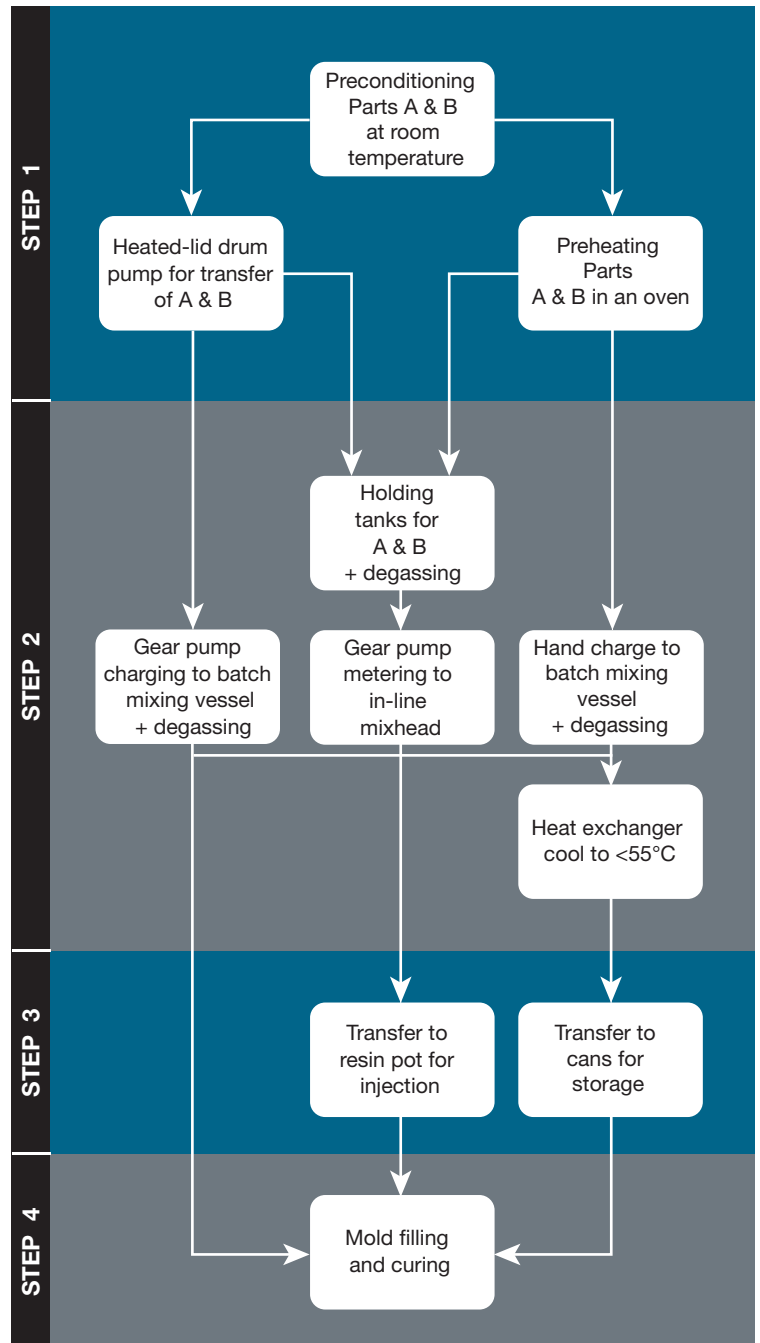 STEP 1
Preconditioning
Parts A & B
at room
temperature
Heated-lid drum
pump for transfer
of A & B
Preheating
Parts
A & B in an oven
STEP 2
Holding
tanks for
A & B
+ degassing
Gear pump
charging to batch
mixing vessel
+ degassing
Gear pump
metering to
in-line
mixhead
Hand charge to
batch mixing
vessel
+ degassing
Heat exchanger
cool to <55°C
STEP 3
Transfer to
resin pot for
injection
Transfer to
cans for
storage
STEP 4
Mold filling
and curing